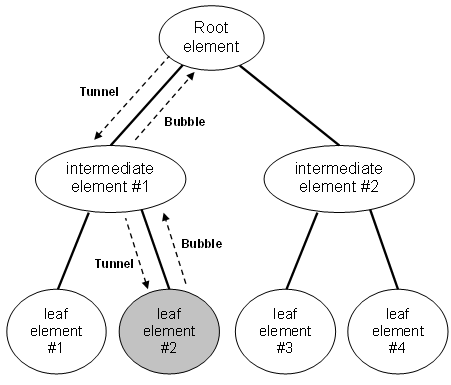 Root
element
Tunnel
Bubble
intermediate
element #1
intermediate
element #2
Bubble
Tunnel
leaf
element
#1
leaf
element
#2
leaf
element
#3
leaf
element
#4